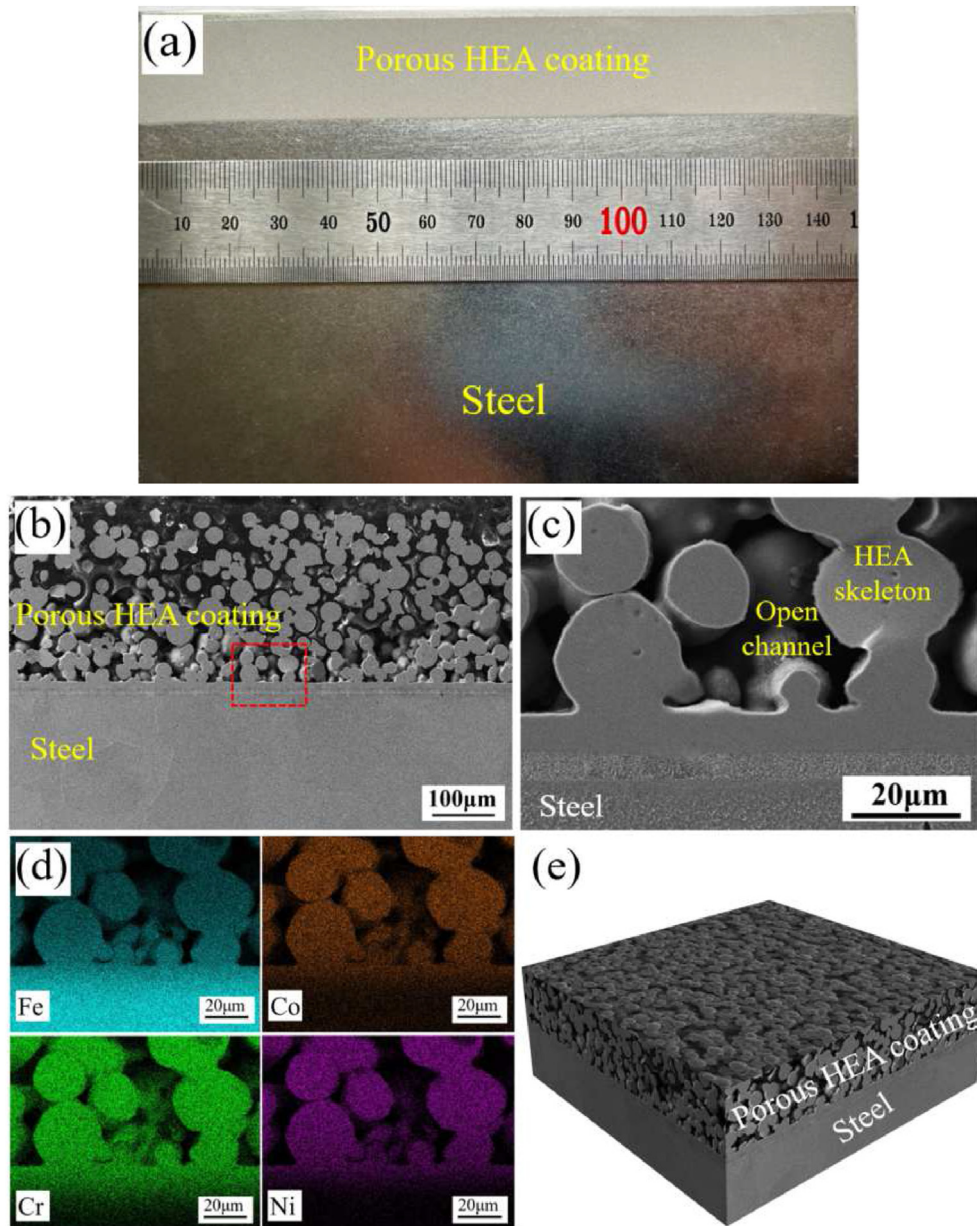 (a)
Porous HEA coating
10 20 30 40 50 60 70 80 90 100 110 120 130 140 1
Steel
(b)
Porous HEA coating
Steel
100μm
(c)
HEA
skeleton
Open
channel
Steel
20μm
(d)
Fe
20μm
Co
20μm
Cr
20μm
Ni
20μm
(e)
Porous HEA coating
Steel